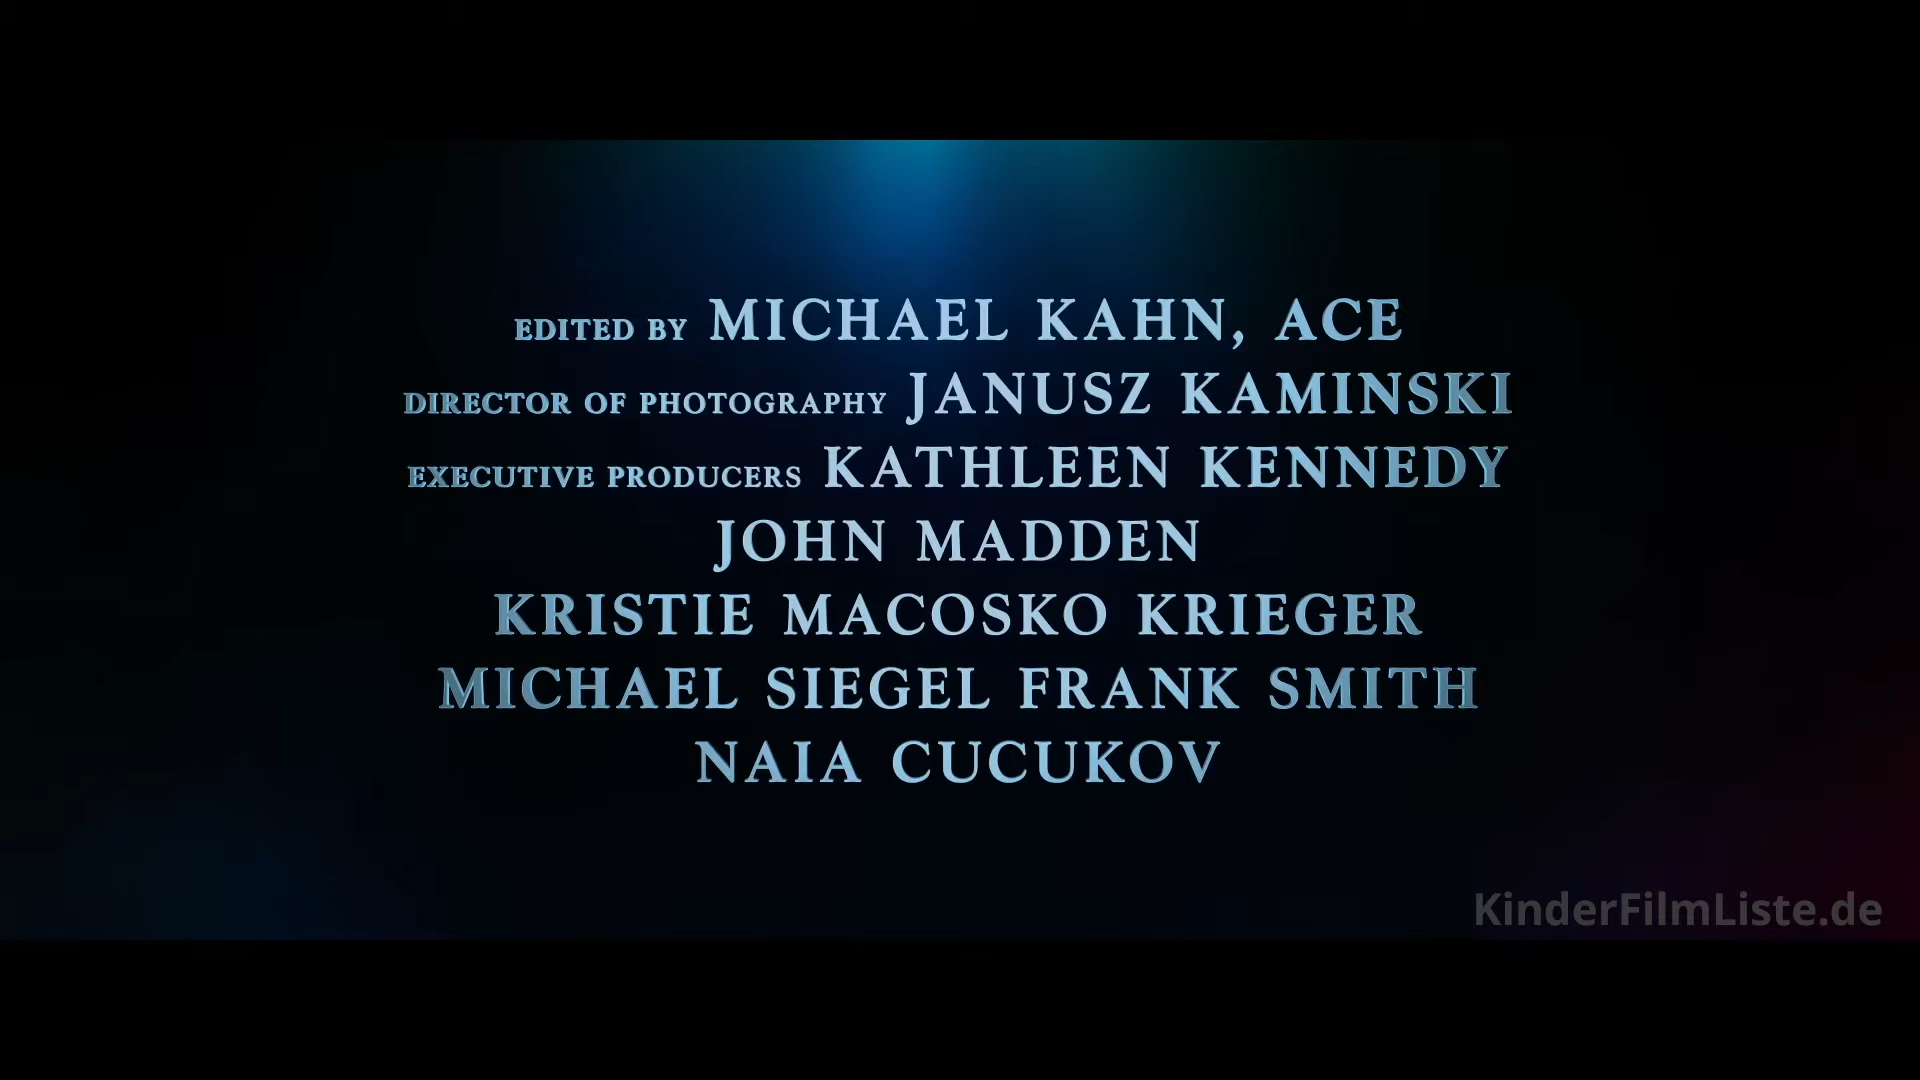 EDITED BY MICHAEL KAHN, ACE
DIRECTOR OF PHOTOGRAPHY JANUSZ KAMINSKI
EXECUTIVE PRODUCERS KATHLEEN KENNEDY
JOHN MADDEN
KRISTIE MACOSKO KRIEGER
MICHAEL SIEGEL FRANK SMITH
NAIA CUCUKOV
KinderFilmListe.de